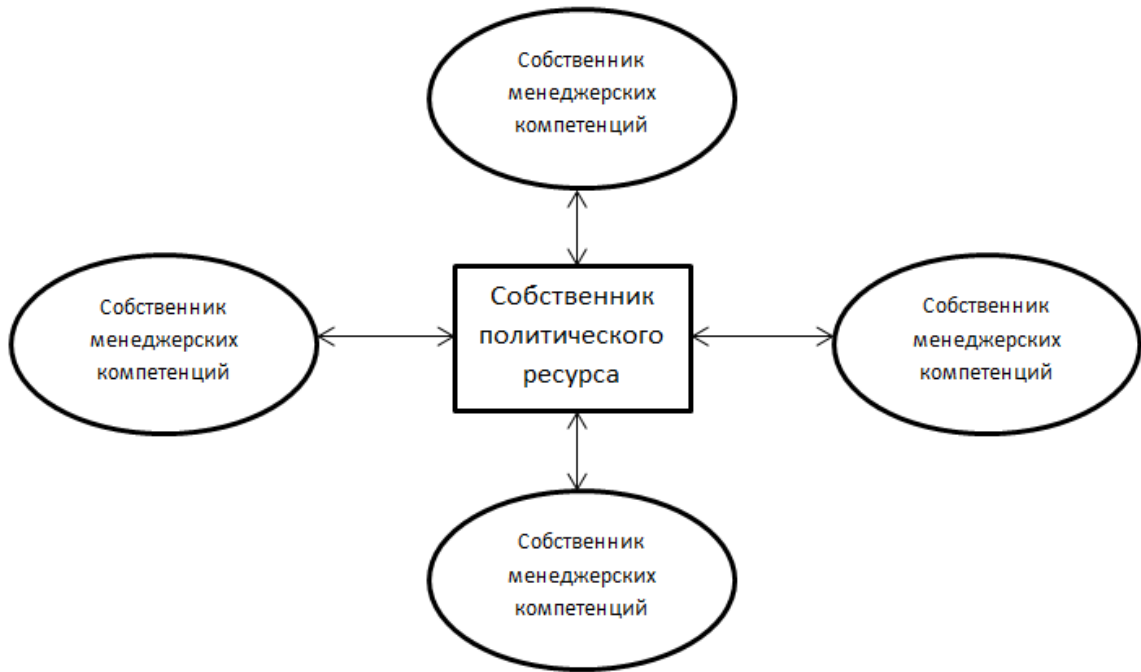 Собственник
менеджерских
компетенций
Собственник
менеджерских
компетенций
Собственник
политического
ресурса
Собственник
менеджерских
компетенций
Собственник
менеджерских
компетенций